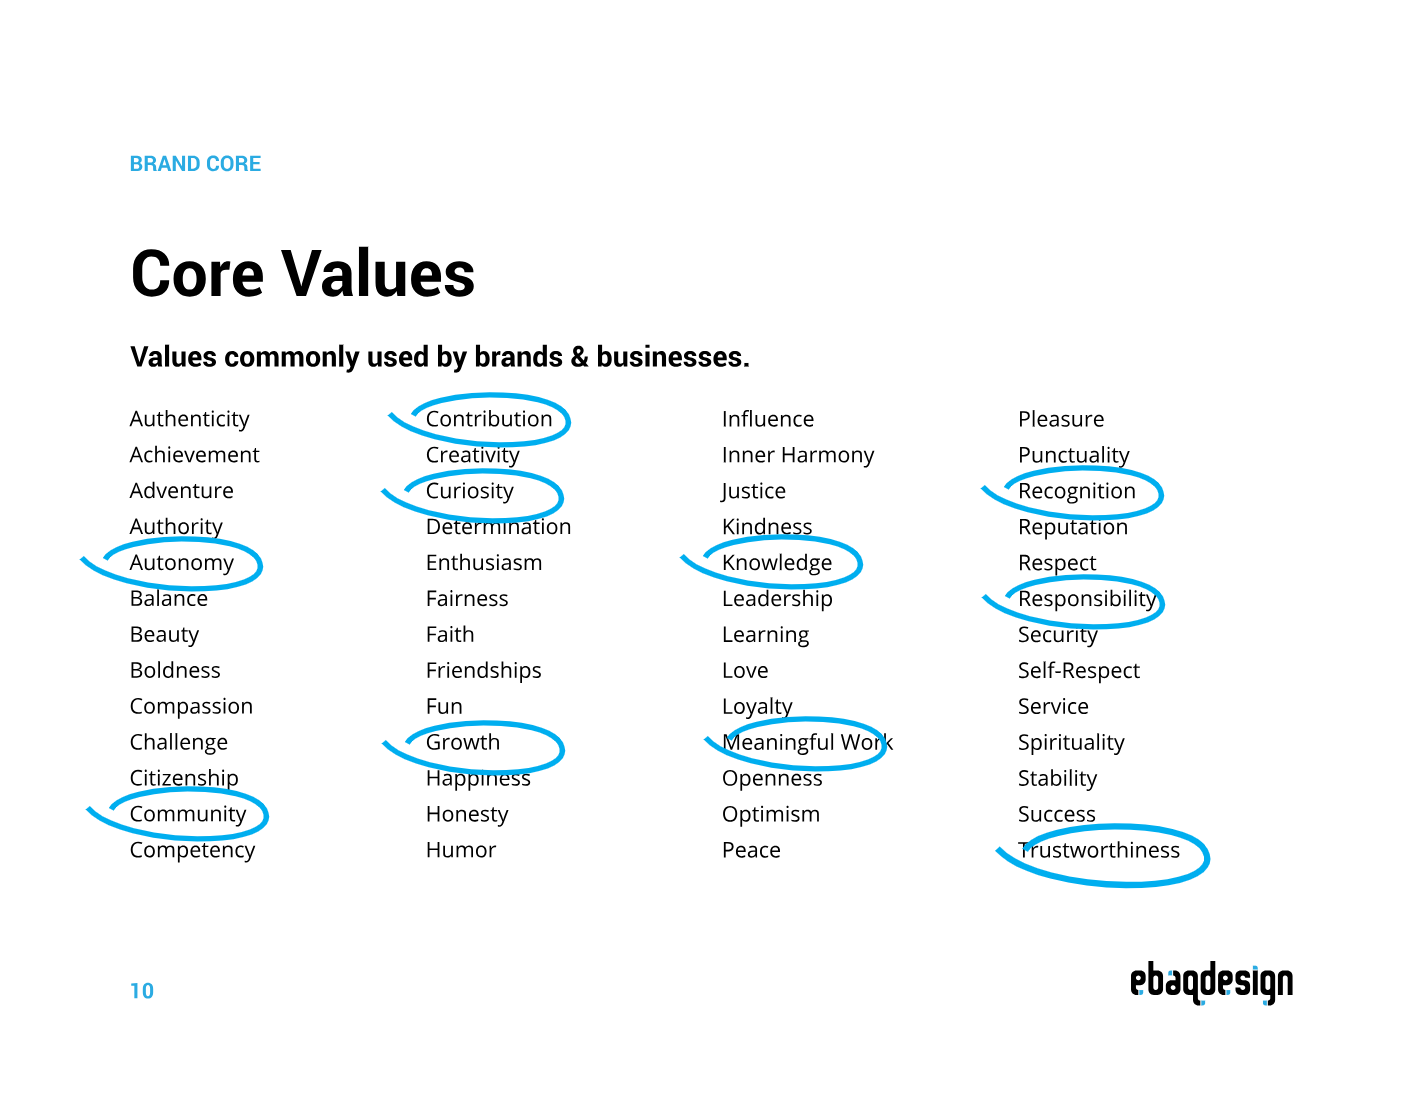 BRAND CORE
Core Values
Values commonly used by brands & businesses.
Authenticity
Achievement
Adventure
Authority
Autonomy
Balance
Beauty
Boldness
Compassion
Challenge
Citizenship
Community
Competency
Contribution
Creativity
Curiosity
Determination
Enthusiasm
Fairness
Faith
Friendships
Fun
Growth
Happiness
Honesty
Humor
Influence
Inner Harmony
Justice
Kindness
Knowledge
Leadership
Learning
Love
Loyalty
Meaningful Work
Openness
Optimism
Peace
Pleasure
Punctuality
Recognition
Reputation
Respect
Responsibility
Security
Self-Respect
Service
Spirituality
Stability
Success
Trustworthiness
10
ebaqdesign